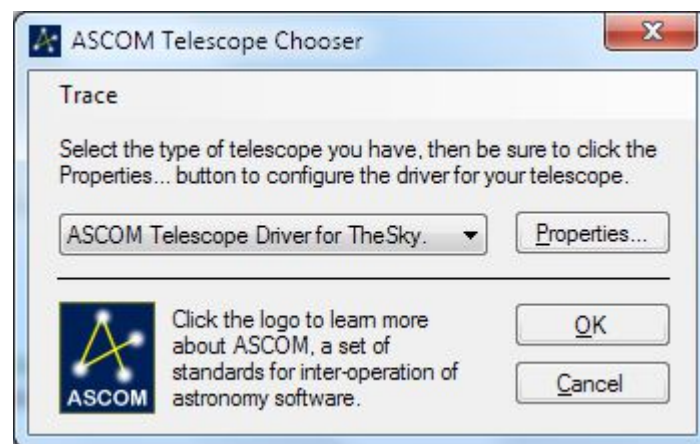 ASCOM Telescope Chooser
Trace
Select the type of telescope you have, then be sure to click the
Properties... button to configure the driver for your telescope.
ASCOM Telescope Driver for TheSky.
Properties...
Click the logo to learn more
about ASCOM, a set of
standards for inter-operation of
astronomy software.
ASCOM
OK
Cancel